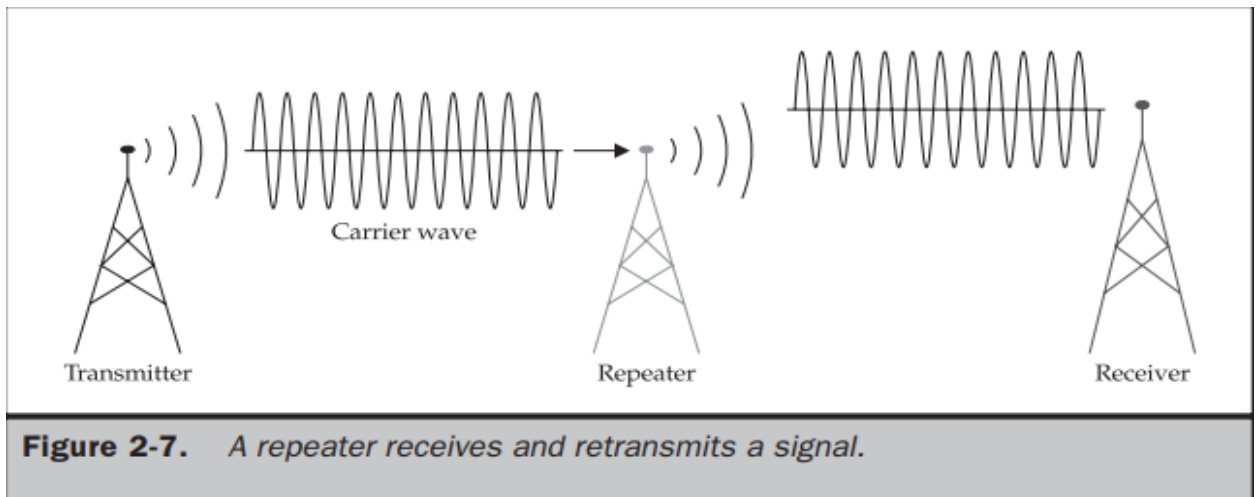 Carrier wave
Transmitter
Repeater
Receiver
Figure 2-7. A repeater receives and retransmits a signal.